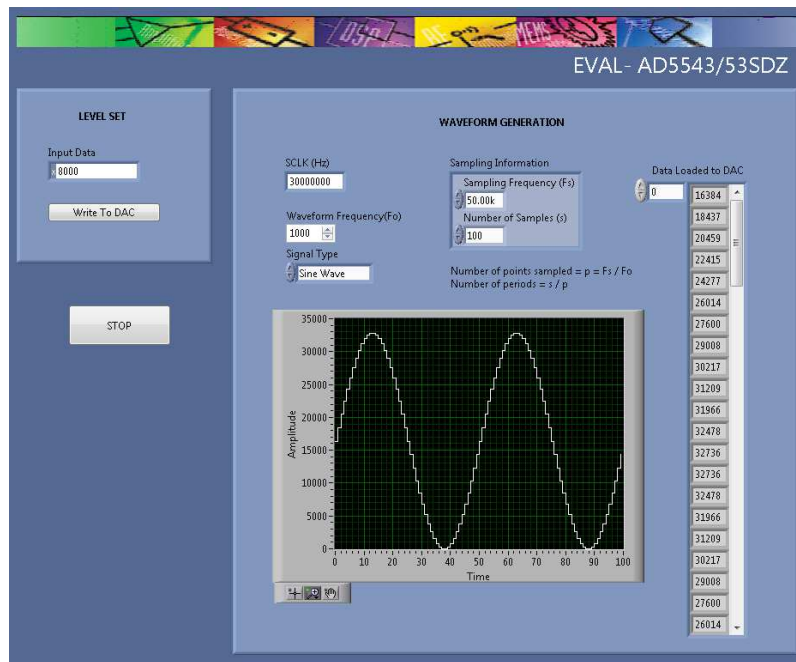 DSP
MEMS
EVAL- AD5543/53SDZ
LEVEL SET
Input Data
x 8000
Write To DAC
STOP
WAVEFORM GENERATION
SCLK (Hz)
30000000
Waveform Frequency(Fo)
1000
Signal Type
Sine Wave
Sampling Information
Sampling Frequency (Fs)
50.00k
Number of Samples (s)
100
Number of points sampled = p = Fs / Fo
Number of periods = s / p
Data Loaded to DAC
0
16384
18437
20459
22415
24277
26014
27600
29008
30217
31209
31966
32478
32736
32736
32478
31966
31209
30217
29008
27600
26014
Amplitude
35000
30000
25000
20000
15000
10000
5000
0
0 10 20 30 40 50 60 70 80 90 100
Time